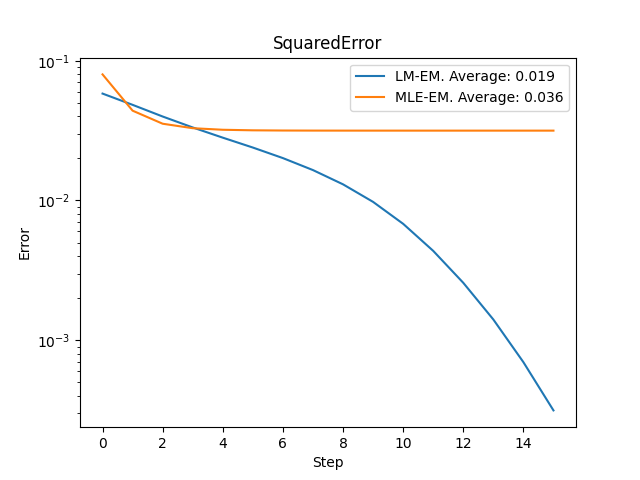 SquaredError
LM-EM. Average: 0.019
MLE-EM. Average: 0.036
10⁻¹
10⁻²
10⁻³
Error
0 2 4 6 8 10 12 14
Step